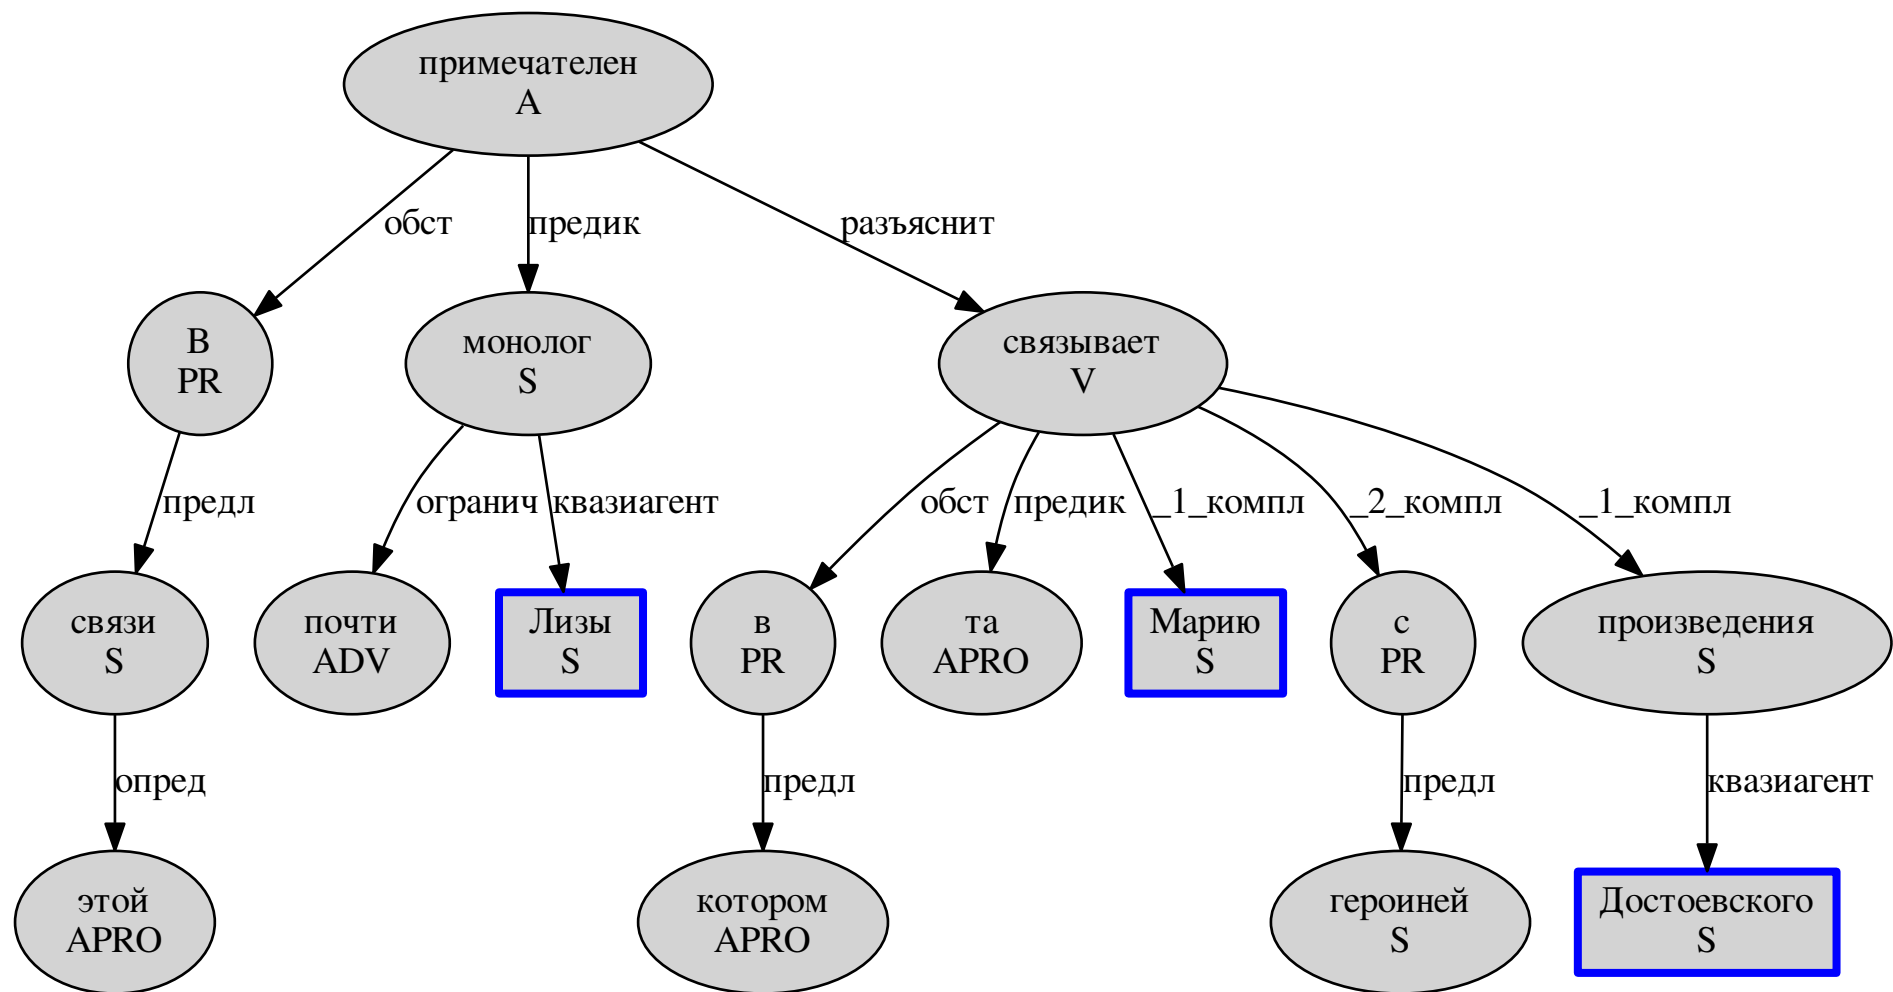 примечателен
A
обст
предик
разъяснит
В
PR
монолог
S
связывает
V
предл
огранич
квазиагент
обст
предик
_1_компл
_2_компл
_1_компл
связи
S
почти
ADV
Лизы
S
в
PR
та
APRO
Марию
S
с
PR
произведения
S
опред
предл
предл
квазиагент
этой
APRO
котором
APRO
героиней
S
Достоевского
S